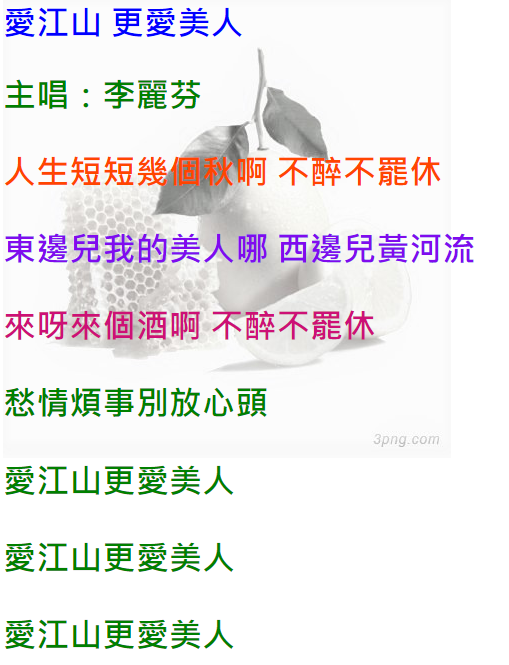 愛江山 更愛美人
主唱：李麗芬
人生短短幾個秋啊 不醉不罷休
東邊兒我的美人哪 西邊兒黃河流
來呀來個酒啊 不醉不罷休
愁情煩事別放心頭
3png.com
愛江山更愛美人
愛江山更愛美人
愛江山更愛美人